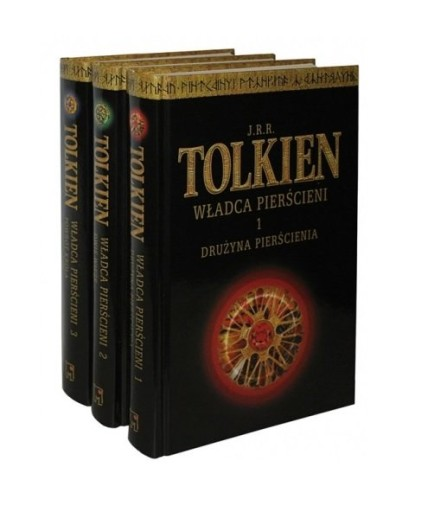 J.R.R.
TOLKIEN
WŁADCA PIERŚCIENI
1
DRUŻYNA PIERŚCIENIA
TOLKIEN
WŁADCA PIERŚCIENI 1
TOLKIEN
WŁADCA PIERŚCIENI 2
TOLKIEN
WŁADCA PIERŚCIENI 3